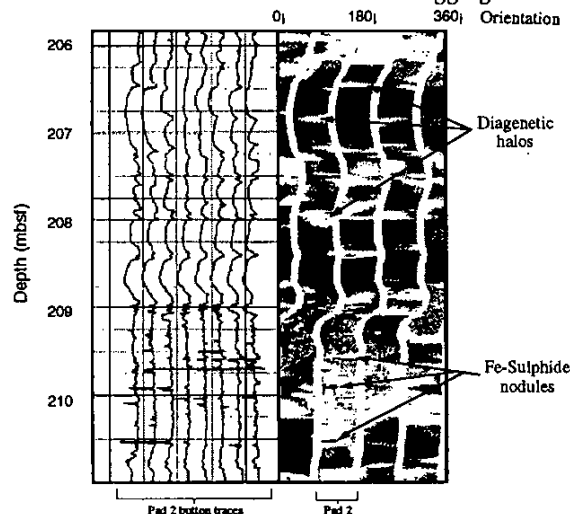 0 180 360 Orientation
206
207
208
209
210
Depth (mbsf)
Diagenetic
halos
Fe-Sulphide
nodules
Pad 2 button traces
Pad 2